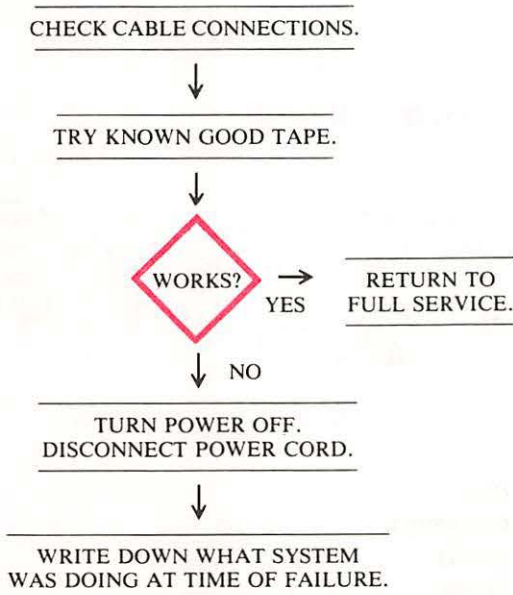 CHECK CABLE CONNECTIONS.
TRY KNOWN GOOD TAPE.
WORKS?
YES
RETURN TO
FULL SERVICE.
NO
TURN POWER OFF.
DISCONNECT POWER CORD.
WRITE DOWN WHAT SYSTEM
WAS DOING AT TIME OF FAILURE.